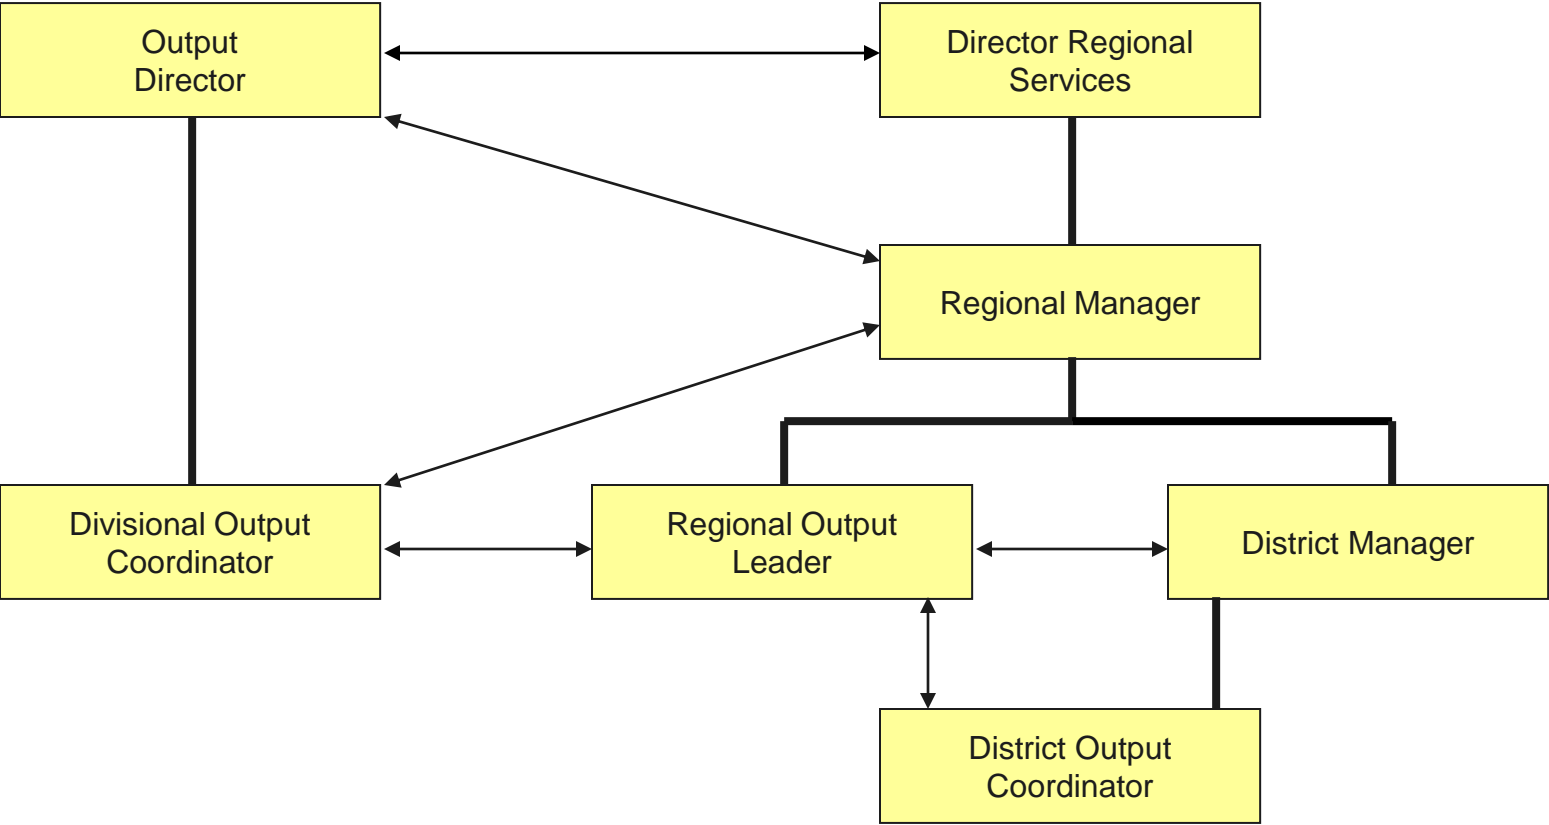 Output
Director
Director Regional
Services
Regional Manager
Divisional Output
Coordinator
Regional Output
Leader
District Manager
District Output
Coordinator